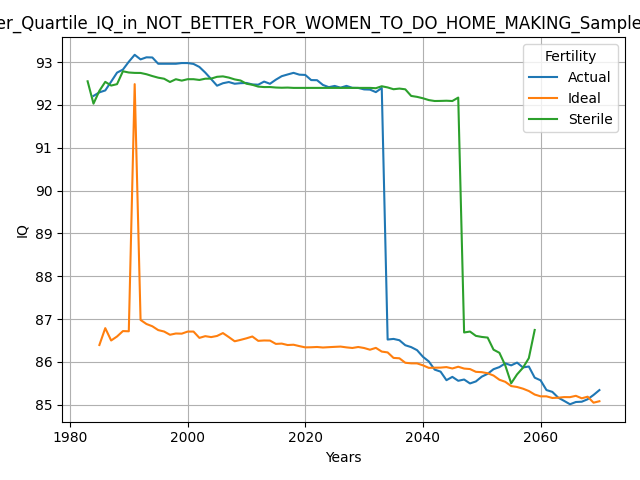 er_Quartile_IQ_in_NOT_BETTER_FOR_WOMEN_TO_DO_HOME_MAKING_Sample
Fertility
Actual
Ideal
Sterile
IQ
93
92
91
90
89
88
87
86
85
1980
2000
2020
2040
2060
Years